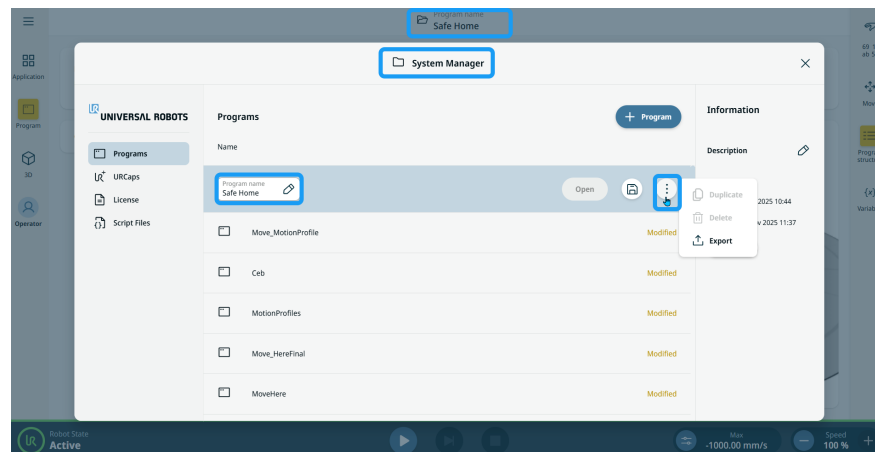 Program name
Safe Home
System Manager
Application
Program
3D
Operator
UNIVERSAL ROBOTS
Programs
URCaps
License
Script Files
Programs
+ Program
Name
Program name
Safe Home
Open
Move_MotionProfile
Modified
Ceb
Modified
MotionProfiles
Modified
Move_HereFinal
Modified
MoveHere
Modified
Information
Description
Duplicate
Delete
Export
2025 10:44
2025 11:37
Robot State
Active
Max
-1000.00 mm/s
Speed
100 %